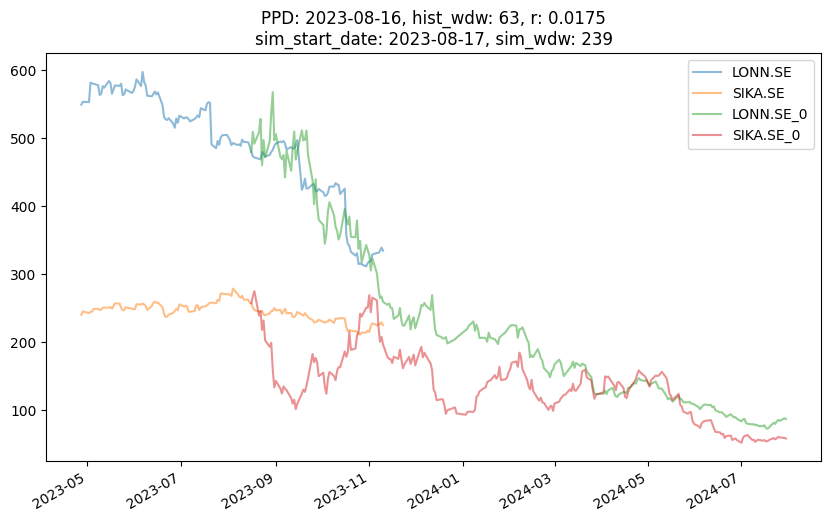 PPD: 2023-08-16, hist_wdw: 63, r: 0.0175
sim_start_date: 2023-08-17, sim_wdw: 239
LONN.SE
SIKA.SE
LONN.SE_0
SIKA.SE_0
600
500
400
300
200
100
2023-05
2023-07
2023-09
2023-11
2024-01
2024-03
2024-05
2024-07